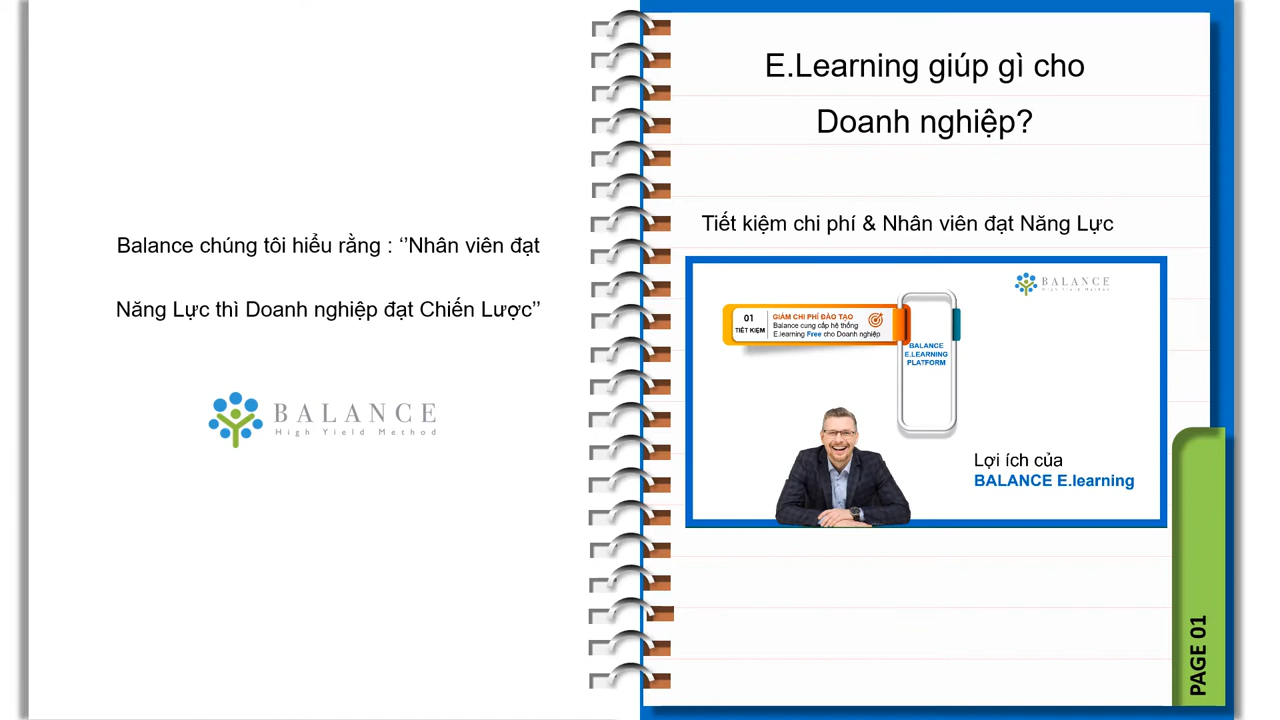 Balance chúng tôi hiểu rằng : ‘’Nhân viên đạt
Năng Lực thì Doanh nghiệp đạt Chiến Lược’’
BALANCE
High Yield Method
E.Learning giúp gì cho
Doanh nghiệp?
Tiết kiệm chi phí & Nhân viên đạt Năng Lực
BALANCE
High Yield Method
01
TIẾT KIỆM
GIẢM CHI PHÍ ĐÀO TẠO
Balance cung cấp hệ thống
E.learning Free cho Doanh nghiệp
BALANCE
E.LEARNING
PLATFORM
Lợi ích của
BALANCE E.learning
PAGE 01